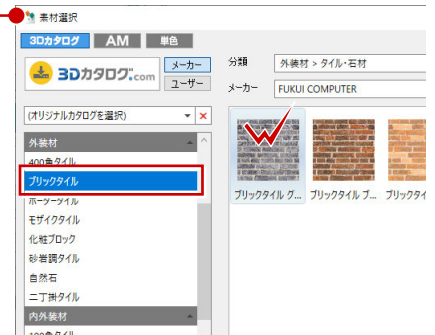 素材選択
3Dカタログ AM 単色
3Dカタログ.com
メーカー
ユーザー
分類 外装材 > タイル・石材
メーカー FUKUI COMPUTER
(オリジナルカタログを選択)
外装材
400角タイル
ブリックタイル
ボーダータイル
モザイクタイル
化粧ブロック
砂岩調タイル
自然石
二丁掛タイル
内外装材
100角タイル
ブリックタイル グ... ブリックタイル ブ... ブリックタイ